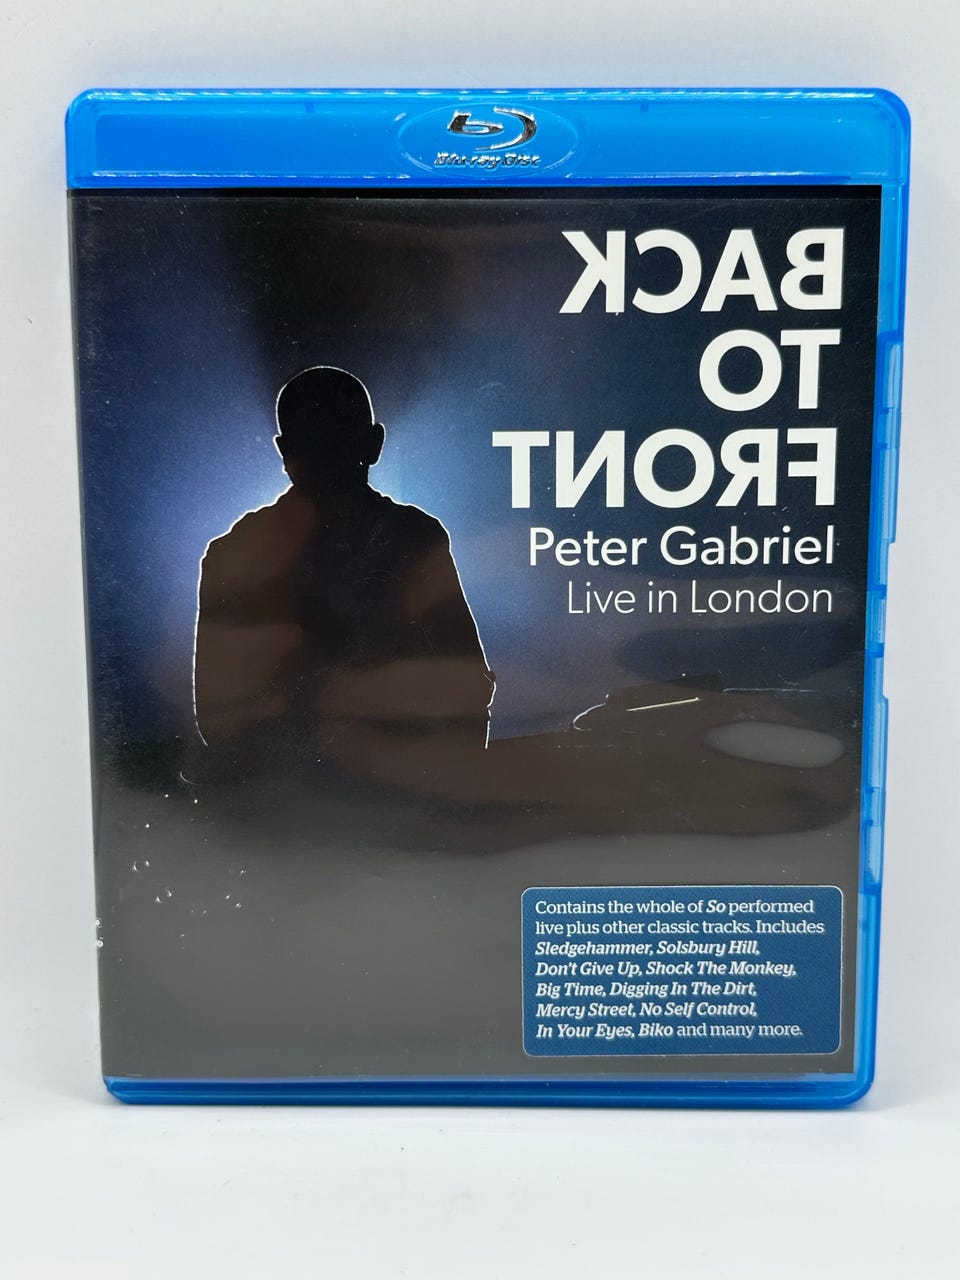 Blu-ray Disc
BACK
TO
FRONT
Peter Gabriel
Live in London
Contains the whole of So performed
live plus other classic tracks. Includes
Sledgehammer, Solsbury Hill,
Don't Give Up, Shock The Monkey,
Big Time, Digging In The Dirt,
Mercy Street, No Self Control,
In Your Eyes, Biko and many more.